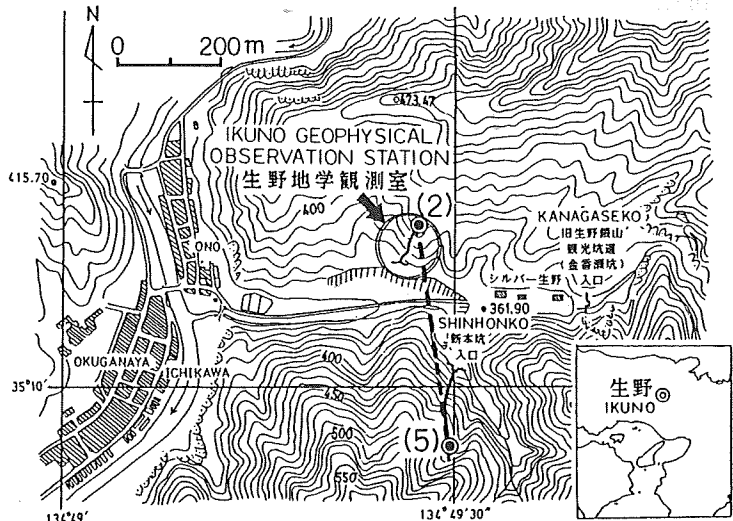 N
0 200m
473.47
IKUNO GEOPHYSICAL
OBSERVATION STATION
生野地学観測室
415.70
400
(2)
KANAGASEKO
旧生野鉱山
観光坑道
(金香瀬坑)
入口
ONO
シルバー生野
361.90
SHINHONKO
新本坑
入口
OKUGANAYA
ICHIKAWA
400
450
500
550
(5)
35°10'
134°49'
134°49'30"
生野
IKUNO